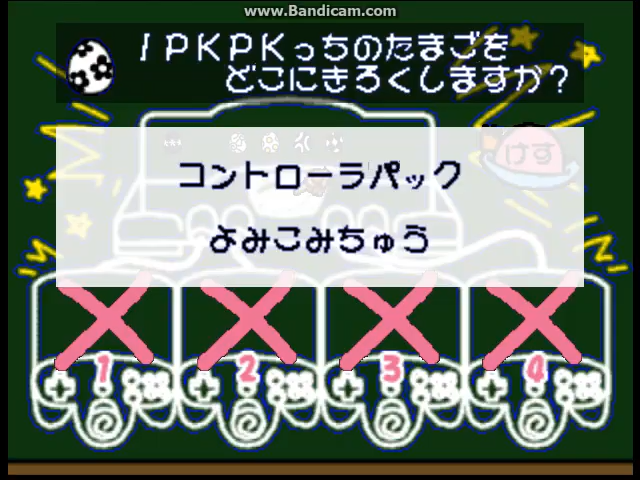 www.Bandicam.com
1PKPKっちのたまごを
どこにきろくしますか?
けす
コントローラパック
よみこみちゅう
1 2 3 4